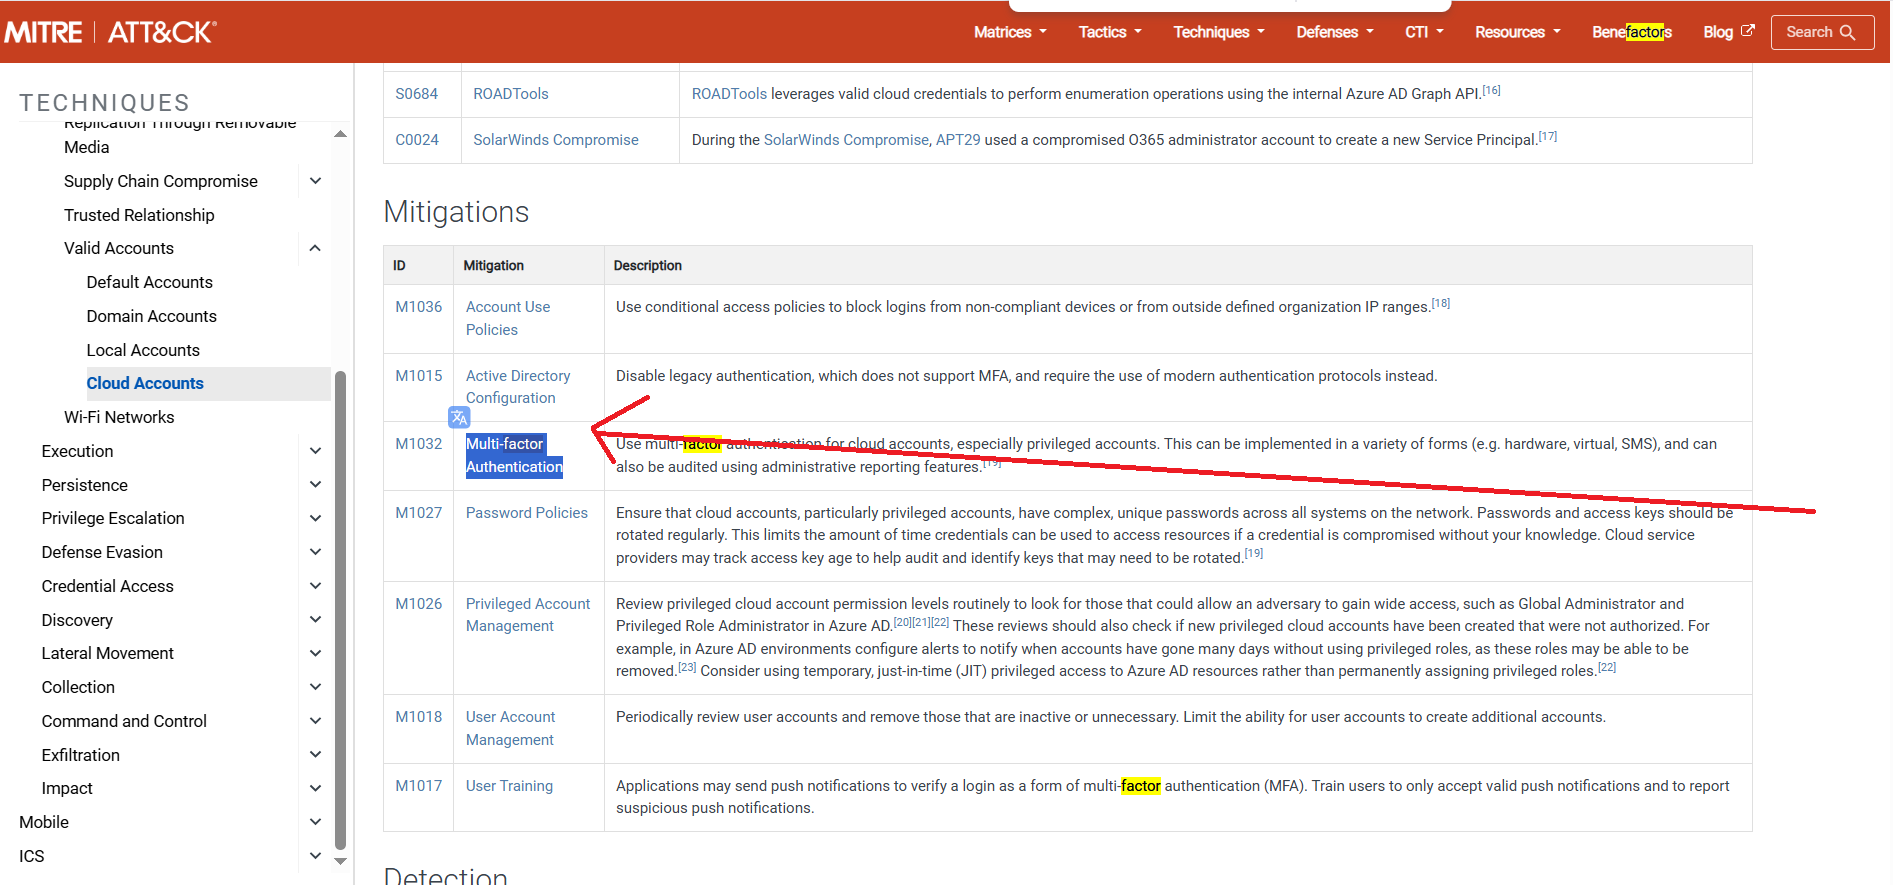 MITRE | ATT&CK®
Matrices
Tactics
Techniques
Defenses
CTI
Resources
Benefactors
Blog
Search
TECHNIQUES
Replication Through Removable
Media
Supply Chain Compromise
Trusted Relationship
Valid Accounts
Default Accounts
Domain Accounts
Local Accounts
Cloud Accounts
Wi-Fi Networks
Execution
Persistence
Privilege Escalation
Defense Evasion
Credential Access
Discovery
Lateral Movement
Collection
Command and Control
Exfiltration
Impact
Mobile
ICS
S0684 ROADTools ROADTools leverages valid cloud credentials to perform enumeration operations using the internal Azure AD Graph API.[16]
C0024 SolarWinds Compromise During the SolarWinds Compromise, APT29 used a compromised O365 administrator account to create a new Service Principal.[17]
Mitigations
ID Mitigation Description
M1036 Account Use Use conditional access policies to block logins from non-compliant devices or from outside defined organization IP ranges.[18]
Policies
M1015 Active Directory Disable legacy authentication, which does not support MFA, and require the use of modern authentication protocols instead.
Configuration
M1032 Multi-factor Use multi-factor authentication for cloud accounts, especially privileged accounts. This can be implemented in a variety of forms (e.g. hardware, virtual, SMS), and can
Authentication also be audited using administrative reporting features.[19]
M1027 Password Policies Ensure that cloud accounts, particularly privileged accounts, have complex, unique passwords across all systems on the network. Passwords and access keys should be
rotated regularly. This limits the amount of time credentials can be used to access resources if a credential is compromised without your knowledge. Cloud service
providers may track access key age to help audit and identify keys that may need to be rotated.[19]
M1026 Privileged Account Review privileged cloud account permission levels routinely to look for those that could allow an adversary to gain wide access, such as Global Administrator and
Management Privileged Role Administrator in Azure AD.[20][21][22] These reviews should also check if new privileged cloud accounts have been created that were not authorized. For
example, in Azure AD environments configure alerts to notify when accounts have gone many days without using privileged roles, as these roles may be able to be
removed.[23] Consider using temporary, just-in-time (JIT) privileged access to Azure AD resources rather than permanently assigning privileged roles.[22]
M1018 User Account Periodically review user accounts and remove those that are inactive or unnecessary. Limit the ability for user accounts to create additional accounts.
Management
M1017 User Training Applications may send push notifications to verify a login as a form of multi-factor authentication (MFA). Train users to only accept valid push notifications and to report
suspicious push notifications.
Detection